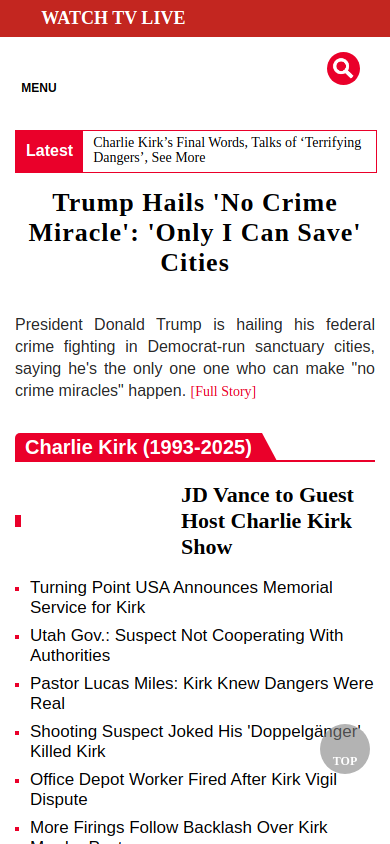 WATCH TV LIVE
MENU
Latest
Charlie Kirk’s Final Words, Talks of ‘Terrifying
Dangers’, See More
Trump Hails 'No Crime
Miracle': 'Only I Can Save'
Cities
President Donald Trump is hailing his federal
crime fighting in Democrat-run sanctuary cities,
saying he's the only one one who can make "no
crime miracles" happen. [Full Story]
Charlie Kirk (1993-2025)
JD Vance to Guest
Host Charlie Kirk
Show
Turning Point USA Announces Memorial
Service for Kirk
Utah Gov.: Suspect Not Cooperating With
Authorities
Pastor Lucas Miles: Kirk Knew Dangers Were
Real
Shooting Suspect Joked His 'Doppelgänger'
Killed Kirk
TOP
Office Depot Worker Fired After Kirk Vigil
Dispute
More Firings Follow Backlash Over Kirk